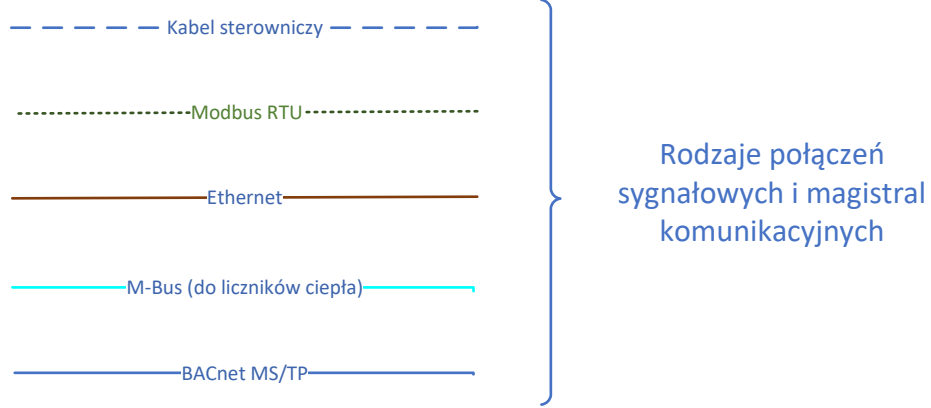 Kabel sterowniczy
Modbus RTU
Ethernet
M-Bus (do liczników ciepła)
BACnet MS/TP
Rodzaje połączeń
sygnałowych i magistral
komunikacyjnych